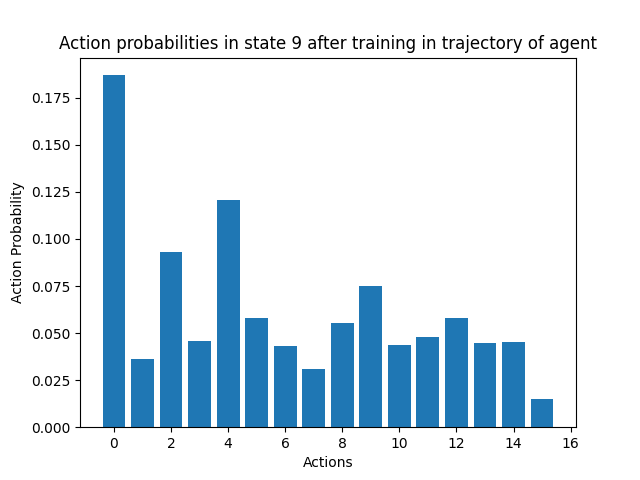 Action probabilities in state 9 after training in trajectory of agent
0.175
0.150
0.125
0.100
0.075
0.050
0.025
0.000
Action Probability
0 2 4 6 8 10 12 14 16
Actions